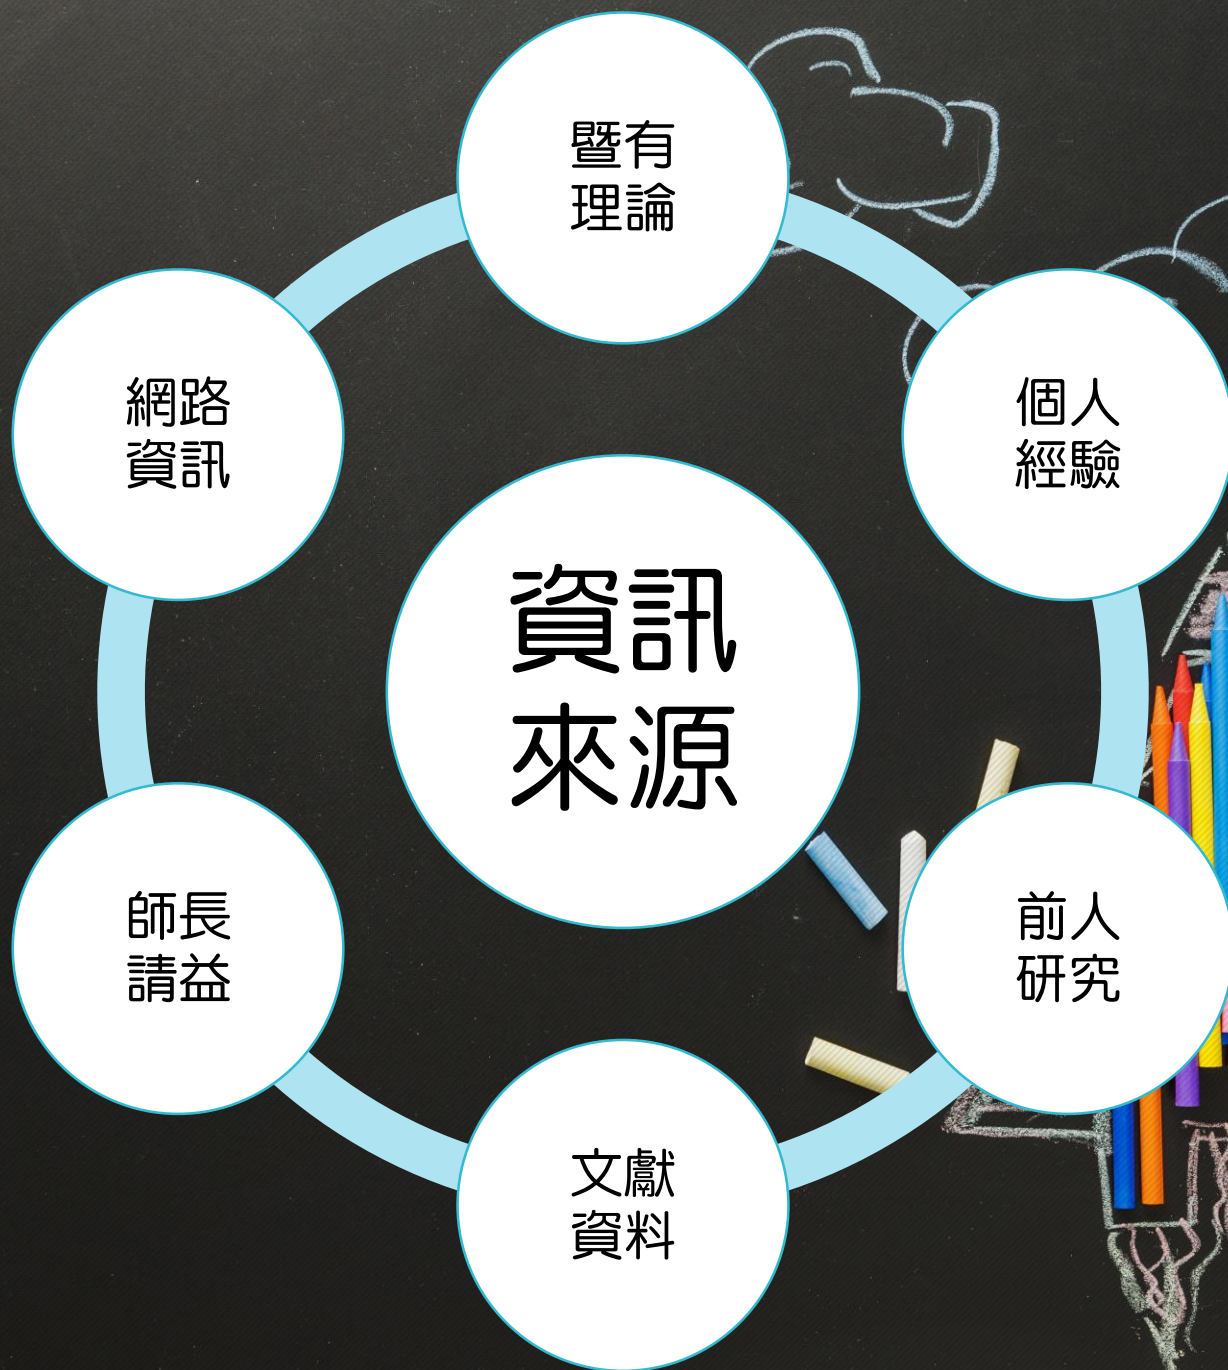 暨有
理論
個人
經驗
前人
研究
文獻
資料
師長
請益
網路
資訊
資訊
來源